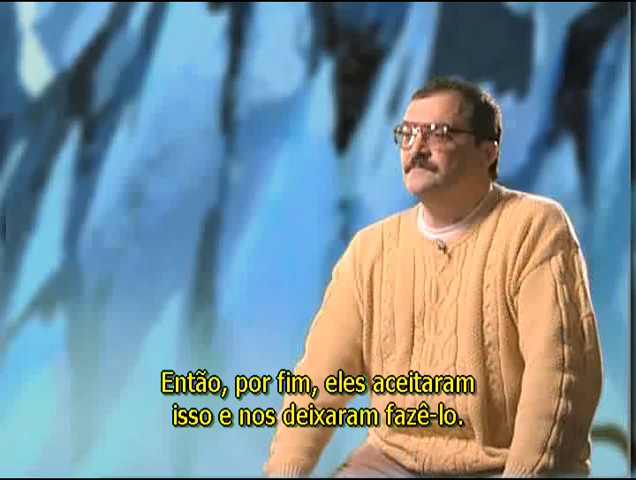 Então, por fim, eles aceitaram
isso e nos deixaram fazê-lo.